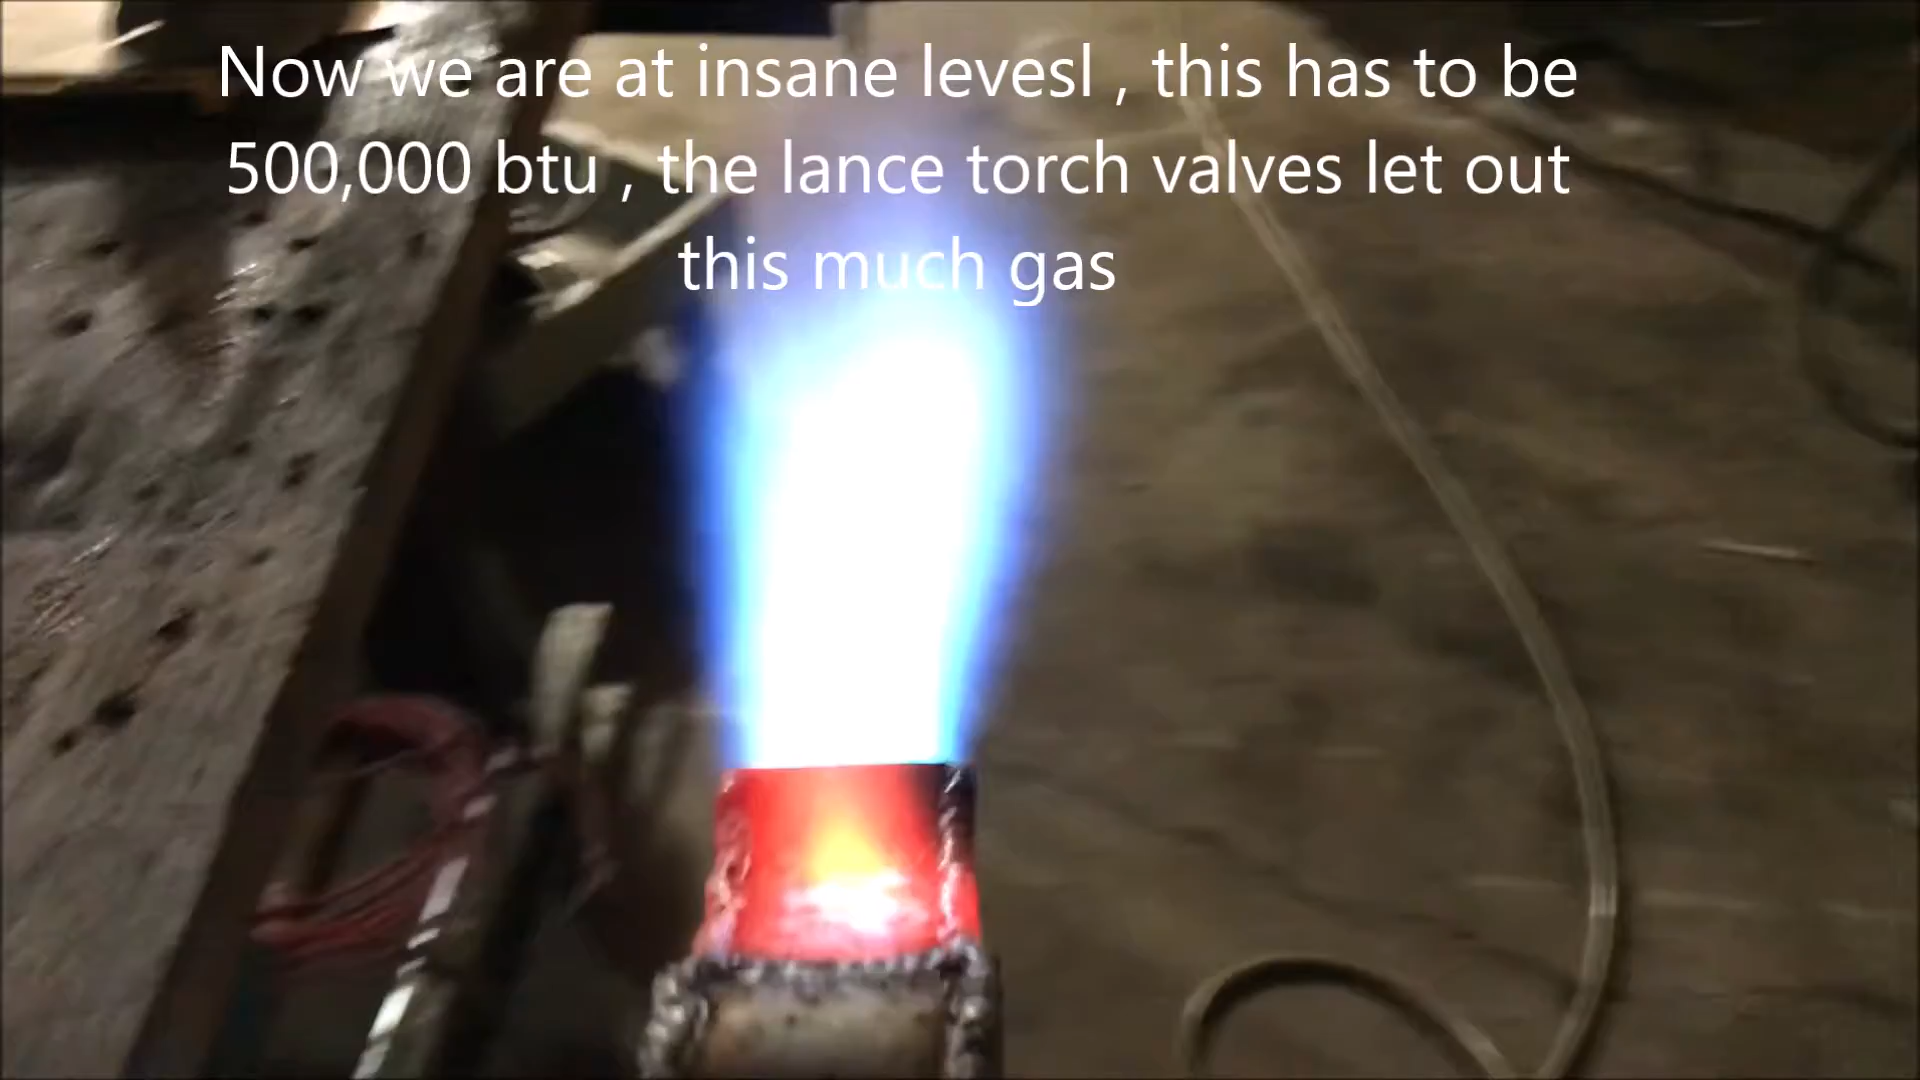 Now we are at insane levesl , this has to be
500,000 btu , the lance torch valves let out
this much gas